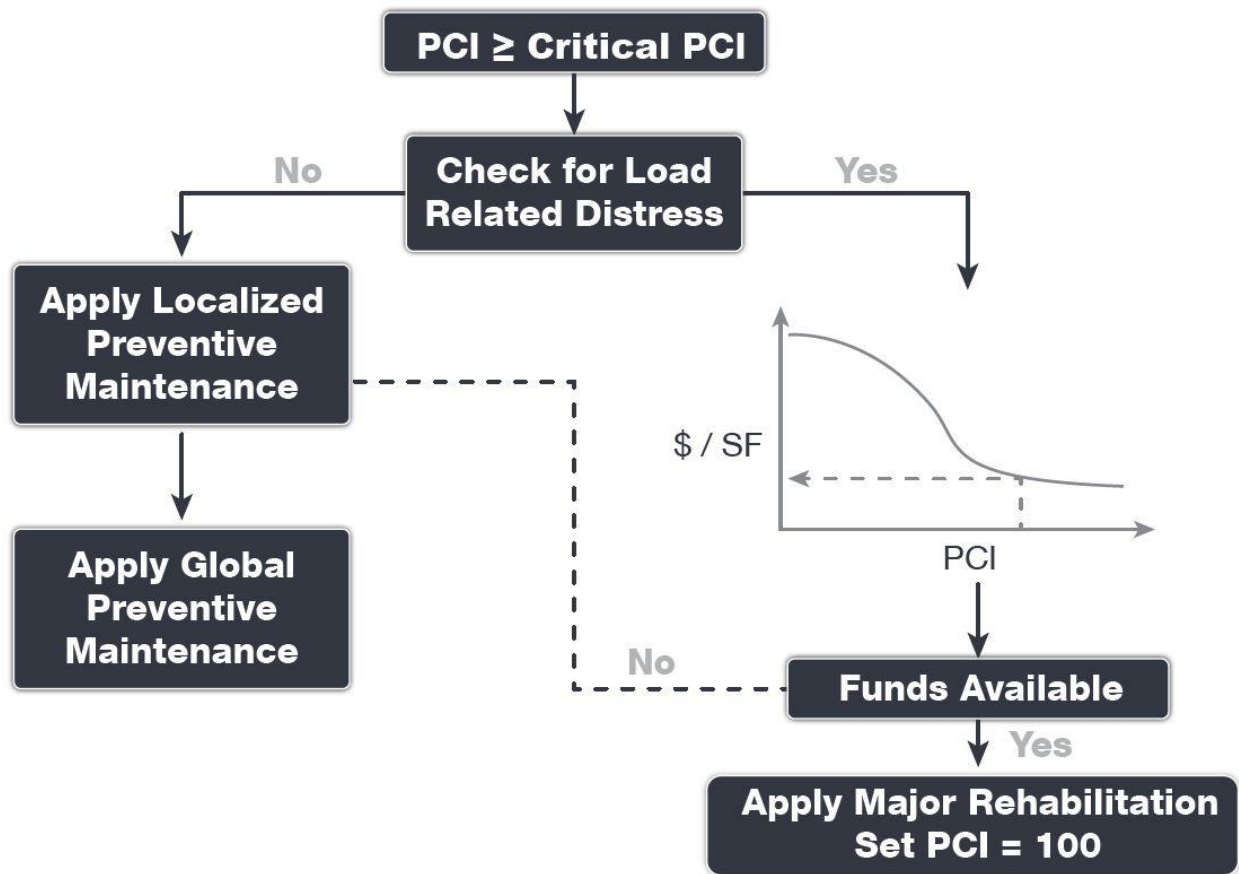 PCI ≥ Critical PCI
No
Check for Load
Related Distress
Yes
Apply Localized
Preventive
Maintenance
$ / SF
PCI
Apply Global
Preventive
Maintenance
No
Funds Available
Yes
Apply Major Rehabilitation
Set PCI = 100